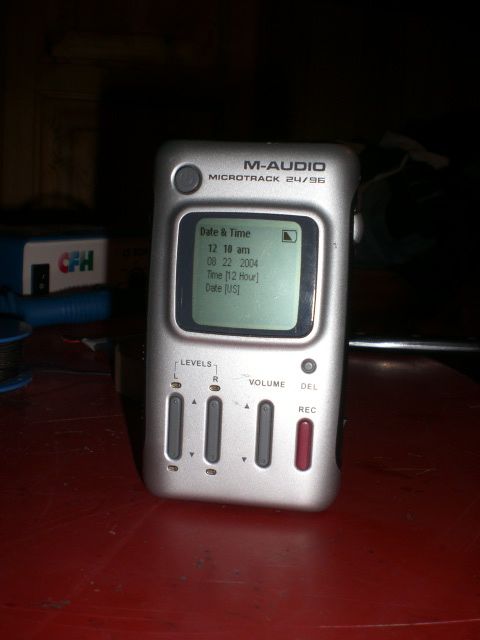 M-AUDIO
MICROTRACK 24/96
Date & Time
12 10 am
08 22 2004
Time [12 Hour]
Date [US]
CFH
LEVELS
L R
VOLUME
DEL
REC